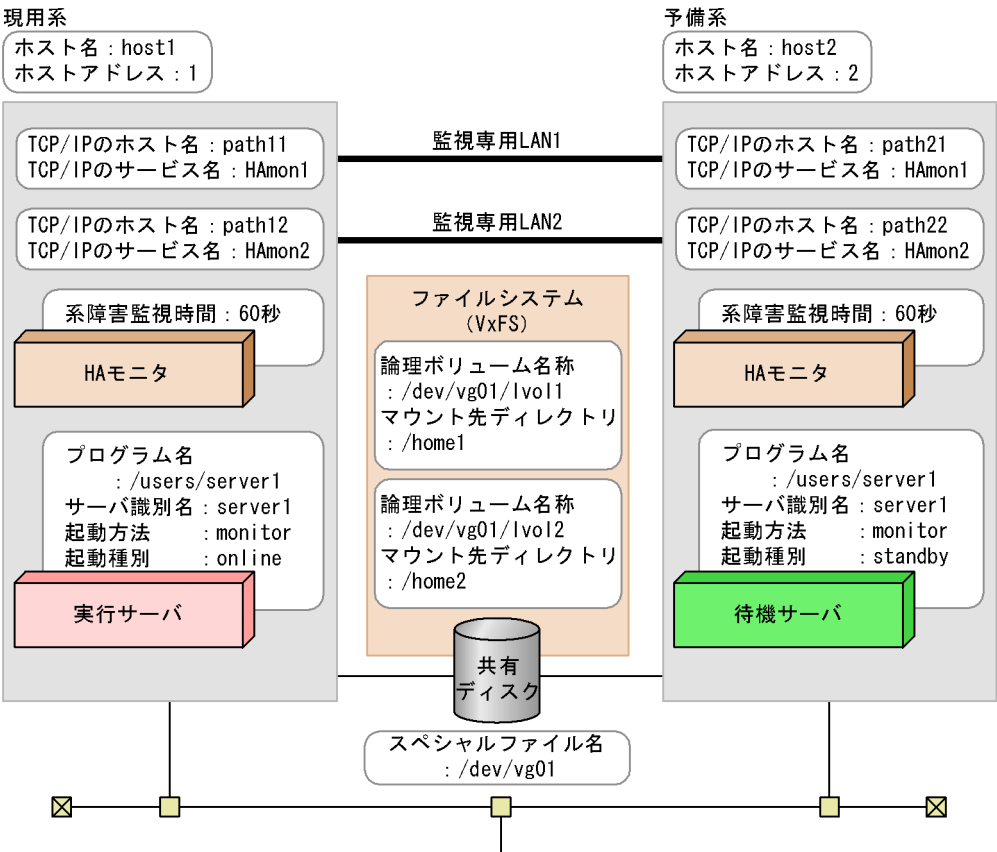 現用系
ホスト名：host1
ホストアドレス：1
予備系
ホスト名：host2
ホストアドレス：2
TCP/IPのホスト名：path11
TCP/IPのサービス名：HAmon1
監視専用LAN1
TCP/IPのホスト名：path21
TCP/IPのサービス名：HAmon1
TCP/IPのホスト名：path12
TCP/IPのサービス名：HAmon2
監視専用LAN2
TCP/IPのホスト名：path22
TCP/IPのサービス名：HAmon2
系障害監視時間：60秒
HAモニタ
ファイルシステム
（VxFS）
論理ボリューム名称
：/dev/vg01/lvol1
マウント先ディレクトリ
：/home1
論理ボリューム名称
：/dev/vg01/lvol2
マウント先ディレクトリ
：/home2
系障害監視時間：60秒
HAモニタ
プログラム名
：/users/server1
サーバ識別名：server1
起動方法　　：monitor
起動種別　　：online
実行サーバ
プログラム名
：/users/server1
サーバ識別名：server1
起動方法　　：monitor
起動種別　　：standby
待機サーバ
共有
ディスク
スペシャルファイル名
：/dev/vg01